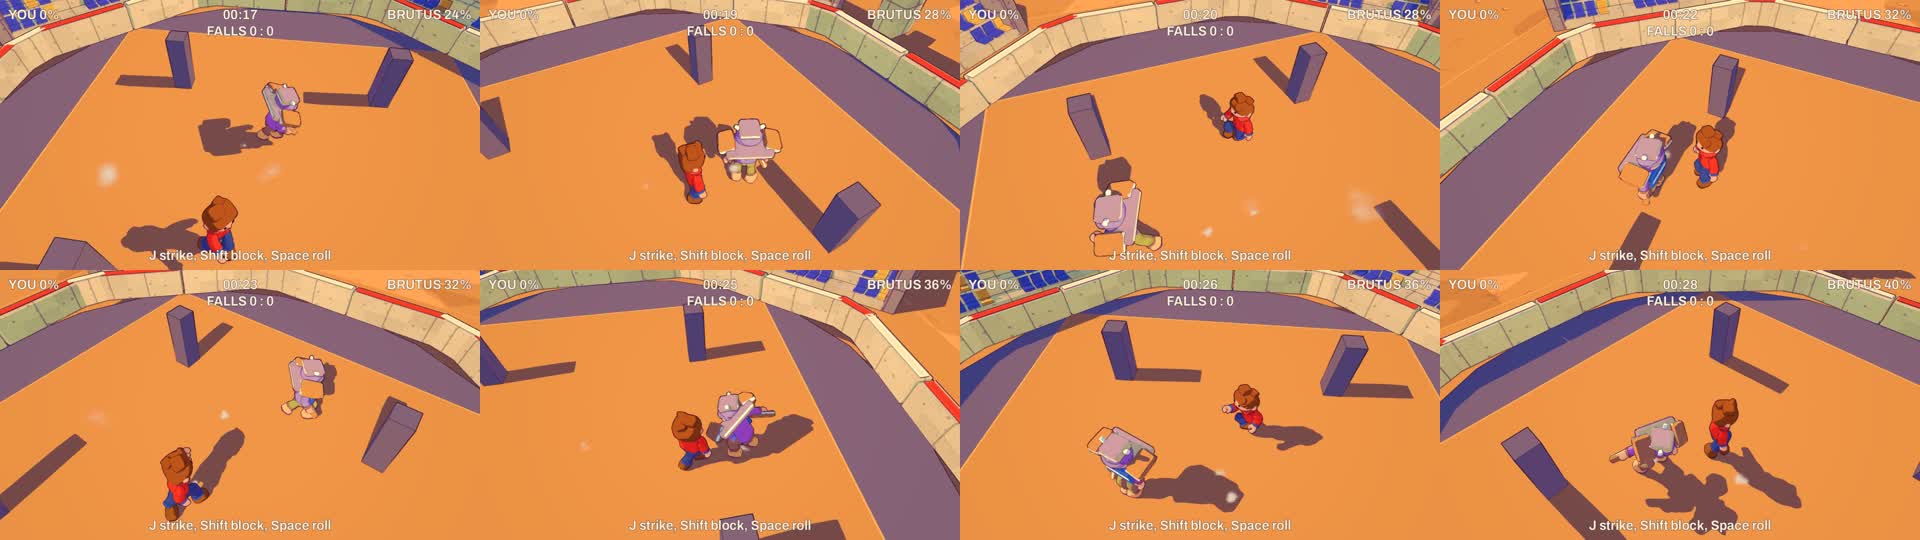 YOU 0% 00:17 BRUTUS 24%
FALLS 0 : 0
J strike, Shift block, Space roll
YOU 0% 00:19 BRUTUS 28%
FALLS 0 : 0
J strike, Shift block, Space roll
YOU 0% 00:20 BRUTUS 28%
FALLS 0 : 0
J strike, Shift block, Space roll
YOU 0% 00:22 BRUTUS 32%
FALLS 0 : 0
J strike, Shift block, Space roll
YOU 0% 00:23 BRUTUS 32%
FALLS 0 : 0
J strike, Shift block, Space roll
YOU 0% 00:25 BRUTUS 36%
FALLS 0 : 0
J strike, Shift block, Space roll
YOU 0% 00:26 BRUTUS 36%
FALLS 0 : 0
J strike, Shift block, Space roll
YOU 0% 00:28 BRUTUS 40%
FALLS 0 : 0
J strike, Shift block, Space roll